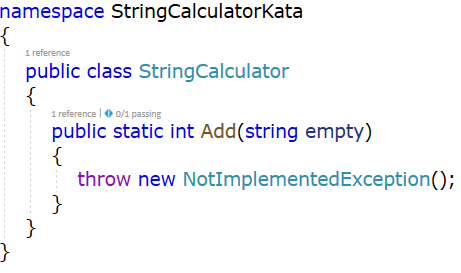 namespace StringCalculatorKata
{
1 reference
public class StringCalculator
{
1 reference | 0/1 passing
public static int Add(string empty)
{
throw new NotImplementedException();
}
}
}